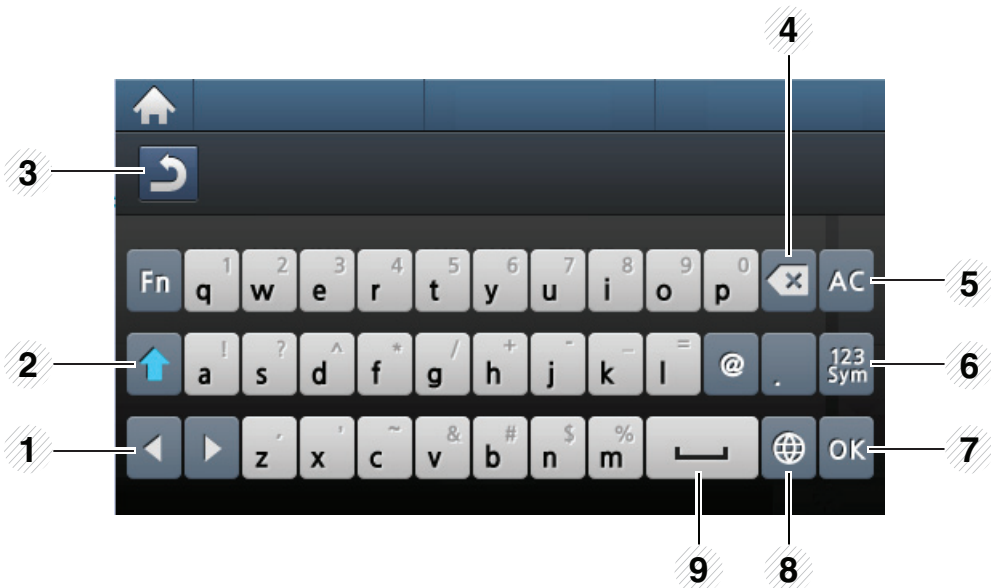 4
3
Fn 1 q 2 w 3 e 4 r 5 t 6 y 7 u 8 i 9 o 0 p AC 5
2 ! a ? s ^ d * f / g + h - j _ k = l @ . 123 Sym 6
1 , z ' x ~ c & v # b $ n % m OK 7
9 8